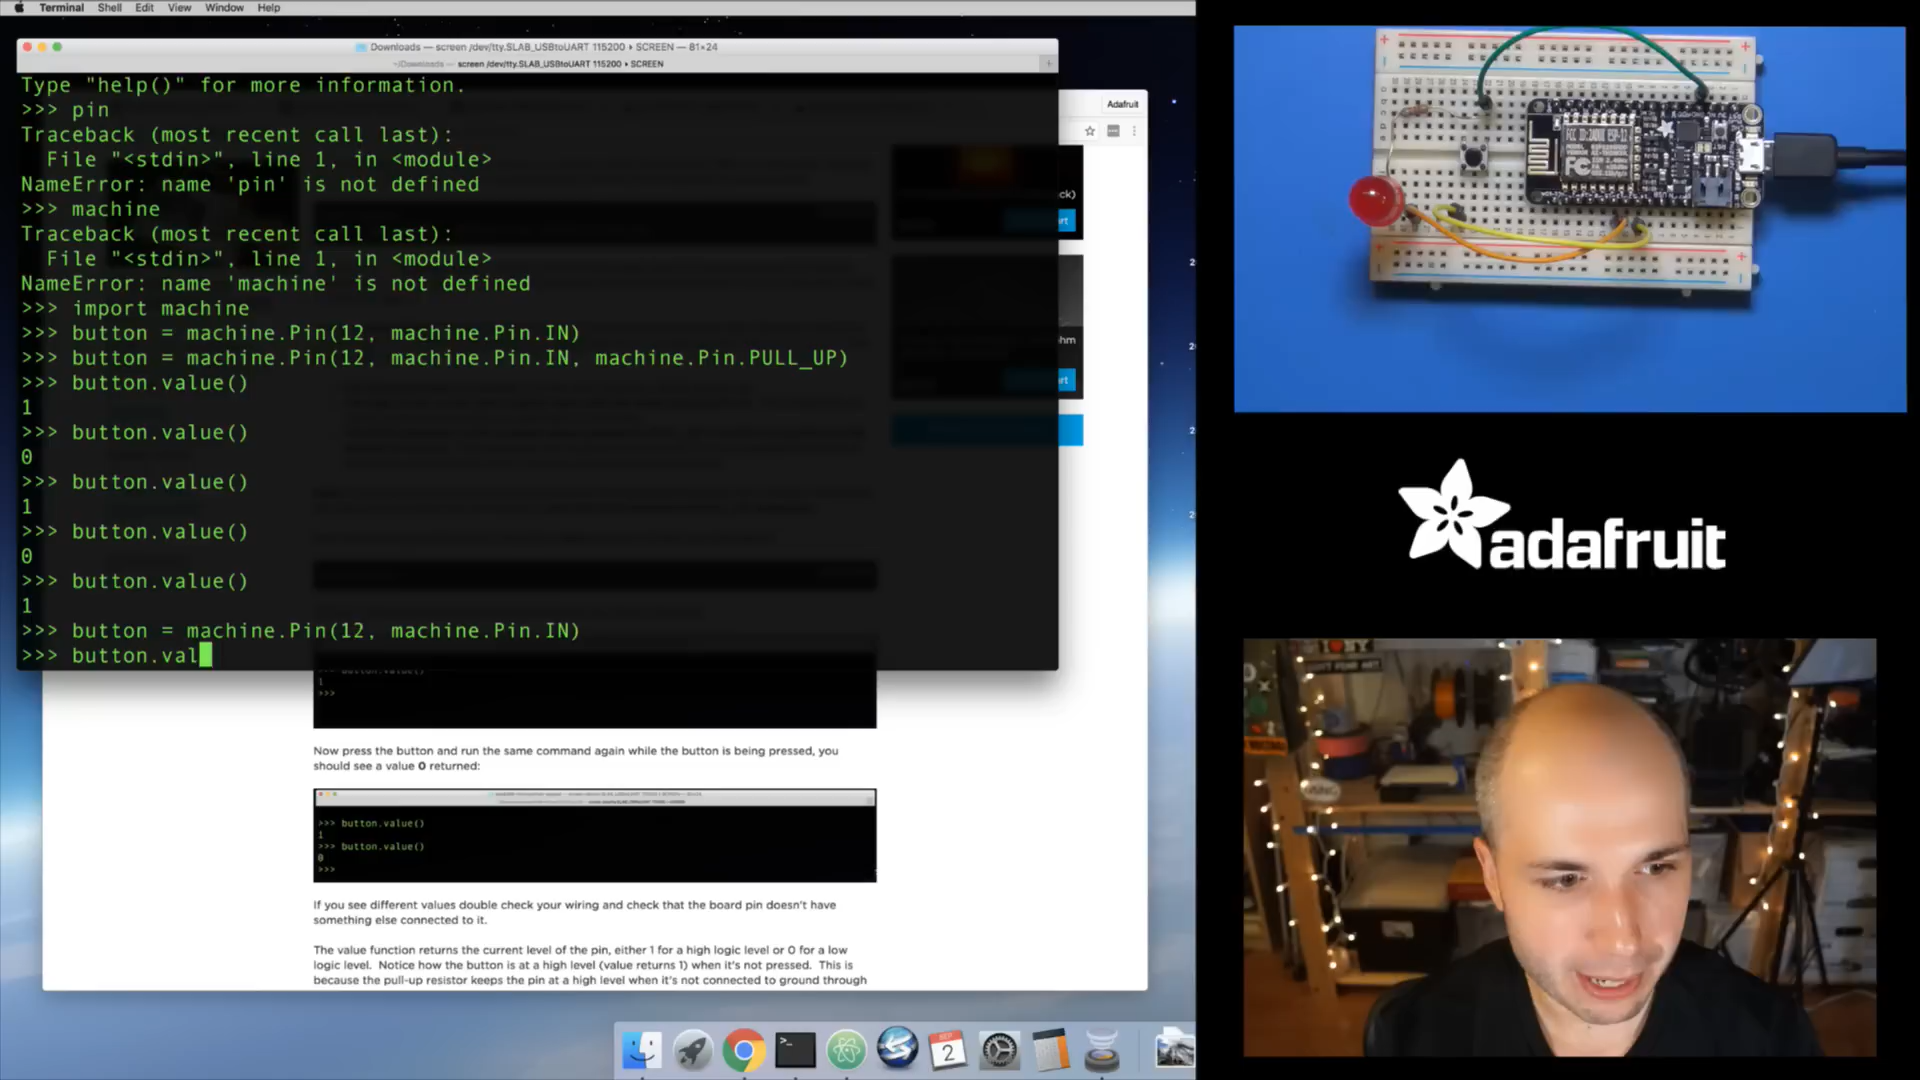 Terminal Shell Edit View Window Help
Downloads — screen /dev/tty.SLAB_USBtoUART 115200 ▸ SCREEN — 81×24
~/Downloads — screen /dev/tty.SLAB_USBtoUART 115200 ▸ SCREEN
Type "help()" for more information.
>>> pin
Traceback (most recent call last):
File "<stdin>", line 1, in <module>
NameError: name 'pin' is not defined
>>> machine
Traceback (most recent call last):
File "<stdin>", line 1, in <module>
NameError: name 'machine' is not defined
>>> import machine
>>> button = machine.Pin(12, machine.Pin.IN)
>>> button = machine.Pin(12, machine.Pin.IN, machine.Pin.PULL_UP)
>>> button.value()
1
>>> button.value()
0
>>> button.value()
1
>>> button.value()
0
>>> button.value()
1
>>> button = machine.Pin(12, machine.Pin.IN)
>>> button.val
Adafruit
1
>>>
Now press the button and run the same command again while the button is being pressed, you
should see a value 0 returned:
>>> button.value()
1
>>> button.value()
0
>>>
If you see different values double check your wiring and check that the board pin doesn't have
something else connected to it.
The value function returns the current level of the pin, either 1 for a high logic level or 0 for a low
logic level. Notice how the button is at a high level (value returns 1) when it's not pressed. This is
because the pull-up resistor keeps the pin at a high level when it's not connected to ground through
SEP
2
adafruit